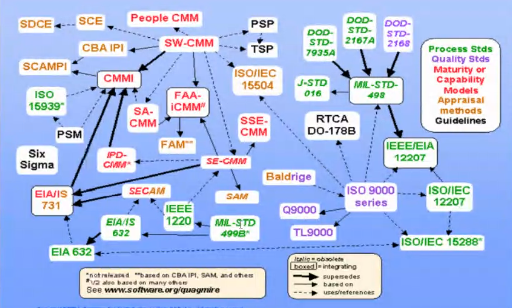 SDCE
SCE
People CMM
PSP
DOD-
STD-
7935A
DOD-
STD-
2167A
DOD-
STD-
2168
Process Stds
Quality Stds
Maturity or
Capability
Models
Appraisal
methods
Guidelines
CBA IPI
SW-CMM
TSP
SCAMPI
CMMI
ISO/IEC
15504
J-STD
016
MIL-STD-
498
ISO
15939*
SA-
CMM
FAA-
iCMM#
SSE-
CMM
RTCA
DO-178B
PSM
IEEE/EIA
12207
IPD-
CMM*
FAM**
Six
Sigma
SE-CMM
Baldrige
EIA/IS
731
SECAM
SAM
ISO 9000
series
ISO/IEC
12207
IEEE
1220
Q9000
EIA/IS
632
MIL-STD
499B*
TL9000
EIA 632
ISO/IEC 15288*
*not released **based on CBA IPI, SAM, and others
#V2 also based on many others
See www.software.org/quagmire
Italic = obsolete
boxed = integrating
supersedes
based on
uses/references